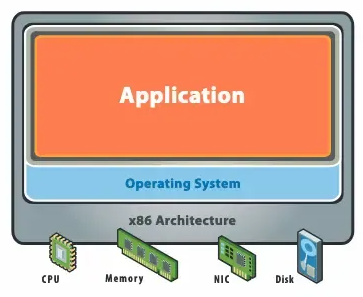 Application
Operating System
x86 Architecture
CPU
Memory
NIC
Disk